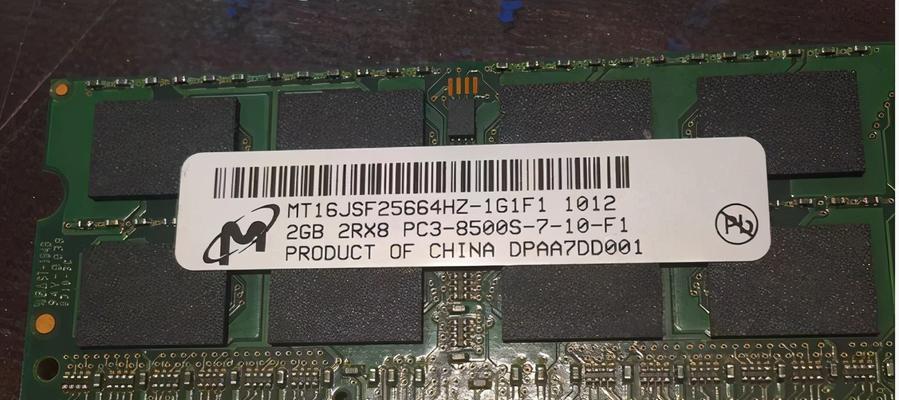 MT16JSF25664HZ-1G1F1 1012
2GB 2RX8 PC3-8500S-7-10-F1
PRODUCT OF CHINA DPAA7DD001